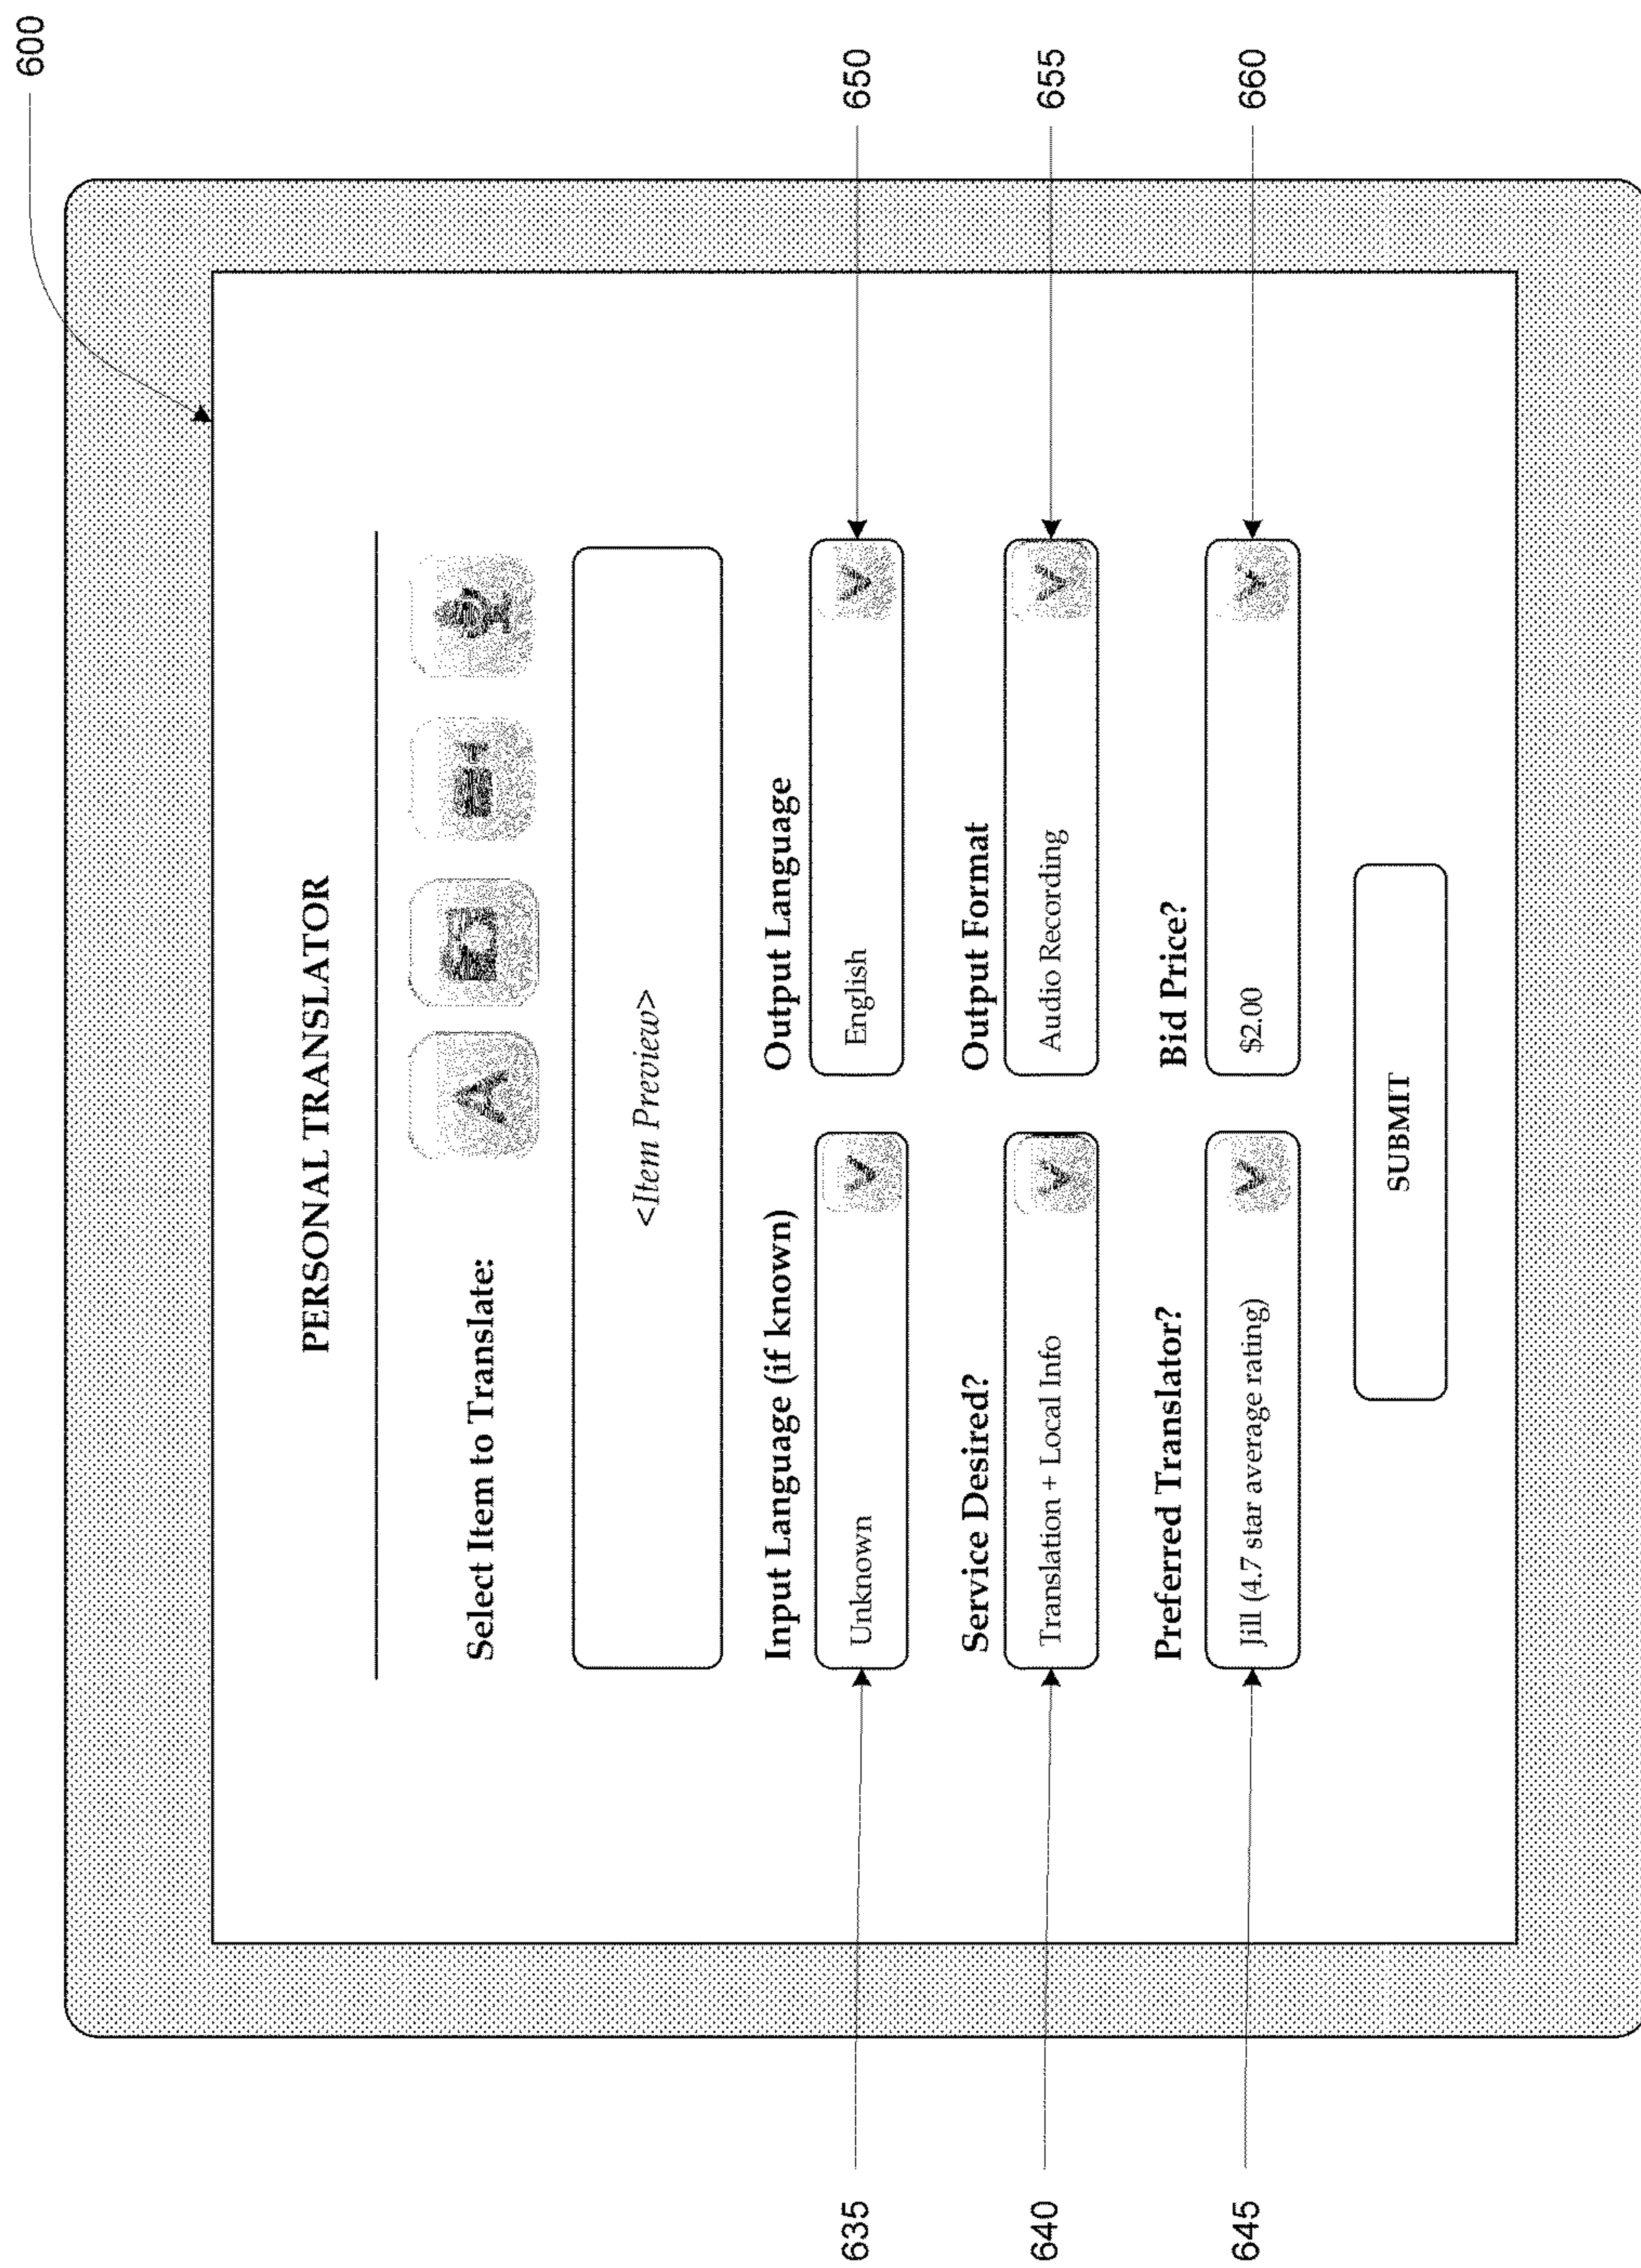 600
PERSONAL TRANSLATOR
Select Item to Translate:
A
<Item Preview>
Input Language (if known)
Output Language
635
Unknown
English
650
Service Desired?
Output Format
640
Translation + Local Info
Audio Recording
655
Preferred Translator?
Bid Price?
645
Jill (4.7 star average rating)
$2.00
660
SUBMIT